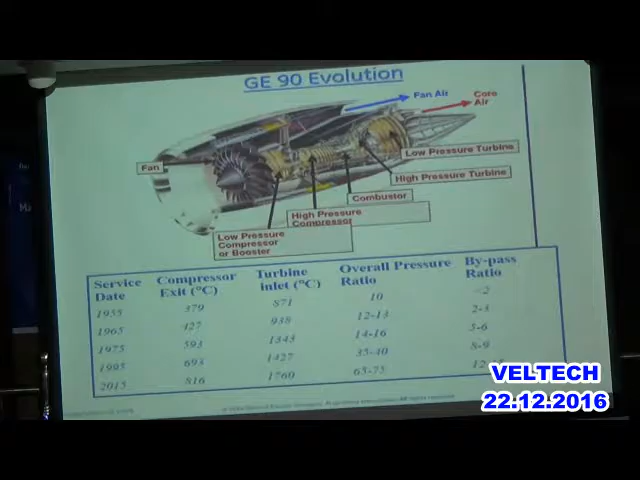 GE 90 Evolution
Fan Air
Core
Air
Fan
Low Pressure Turbine
High Pressure Turbine
Combustor
High Pressure
Compressor
Low Pressure
Compressor
or Booster
Service Date Compressor Exit (°C) Turbine inlet (°C) Overall Pressure Ratio By-pass Ratio
1955 379 871 10 <2
1965 427 938 12-13 2-3
1975 593 1343 14-16 5-6
1995 693 1427 35-40 8-9
2015 816 1760 65-75
VELTECH
22.12.2016